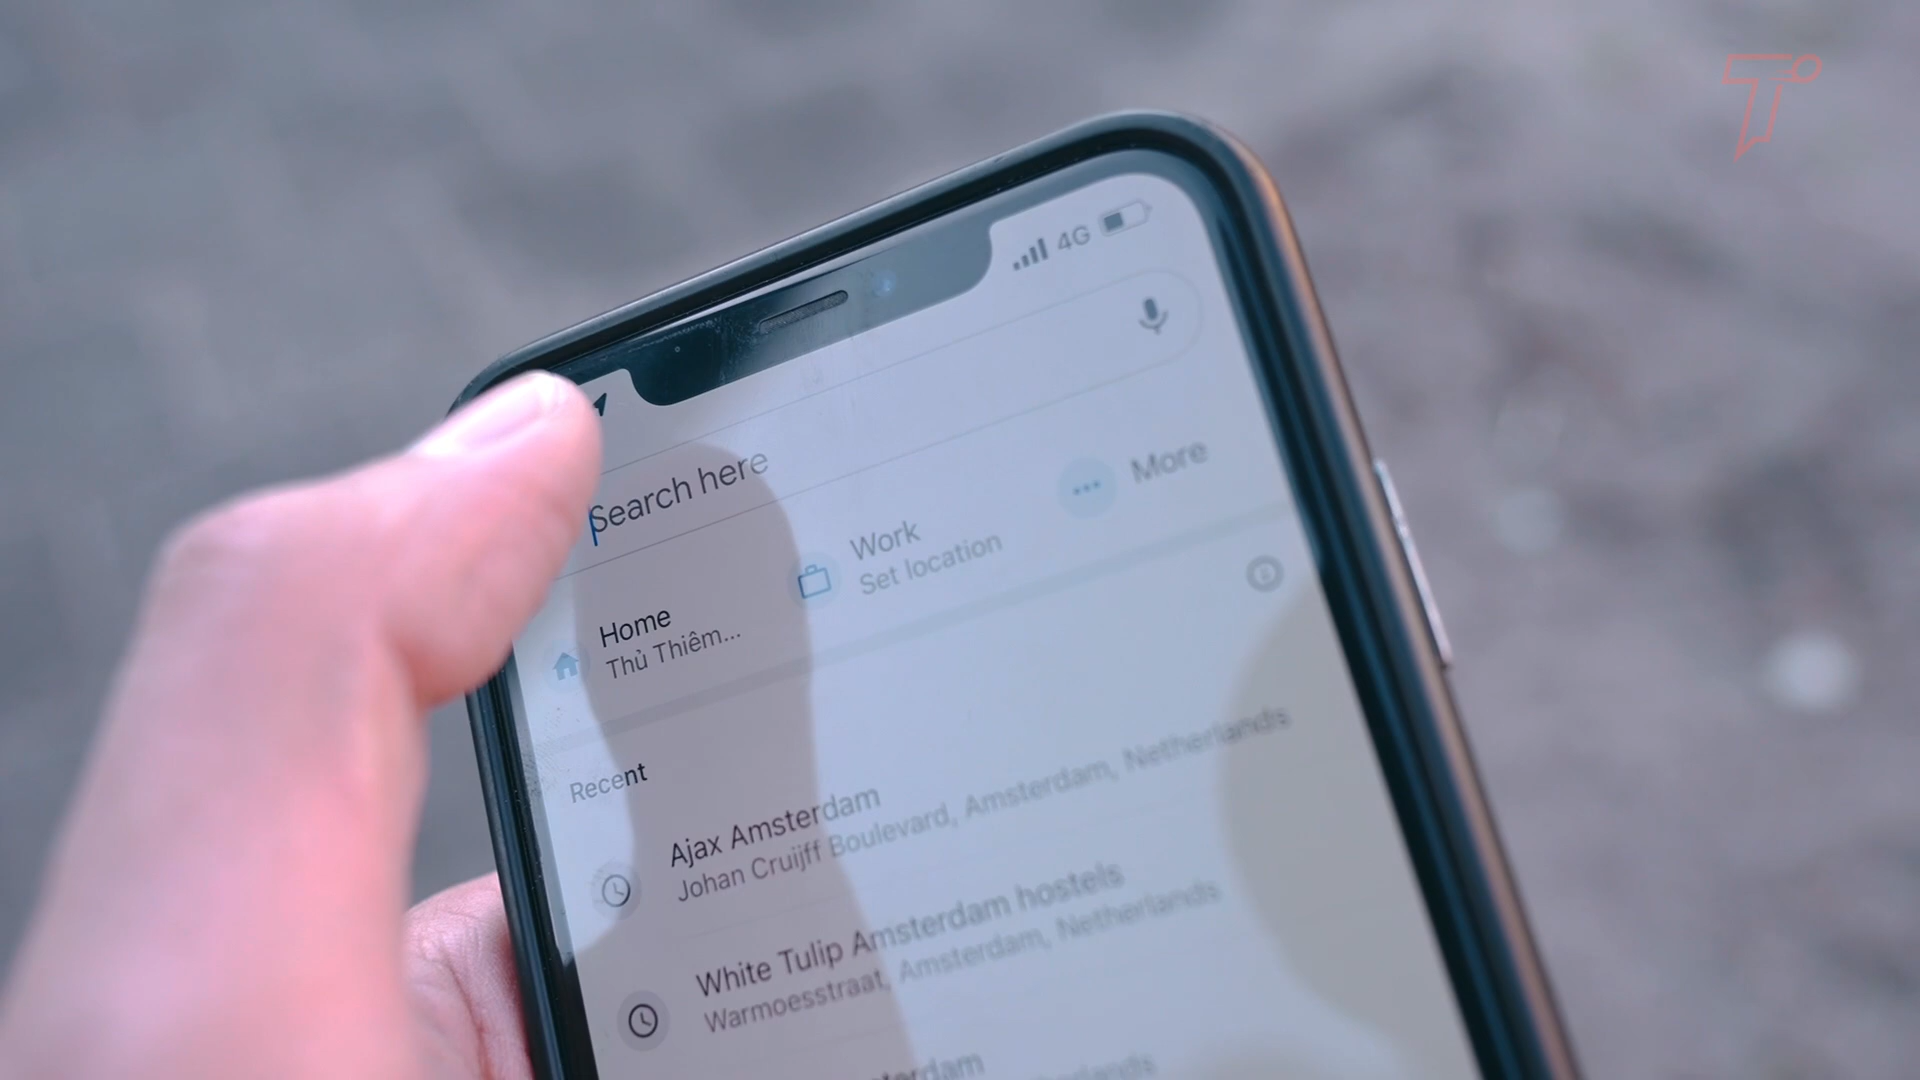 4G
Search here
Home
Thủ Thiêm...
Work
Set location
More
Recent
Ajax Amsterdam
Johan Cruijff Boulevard, Amsterdam, Netherlands
White Tulip Amsterdam hostels
Warmoesstraat, Amsterdam, Netherlands